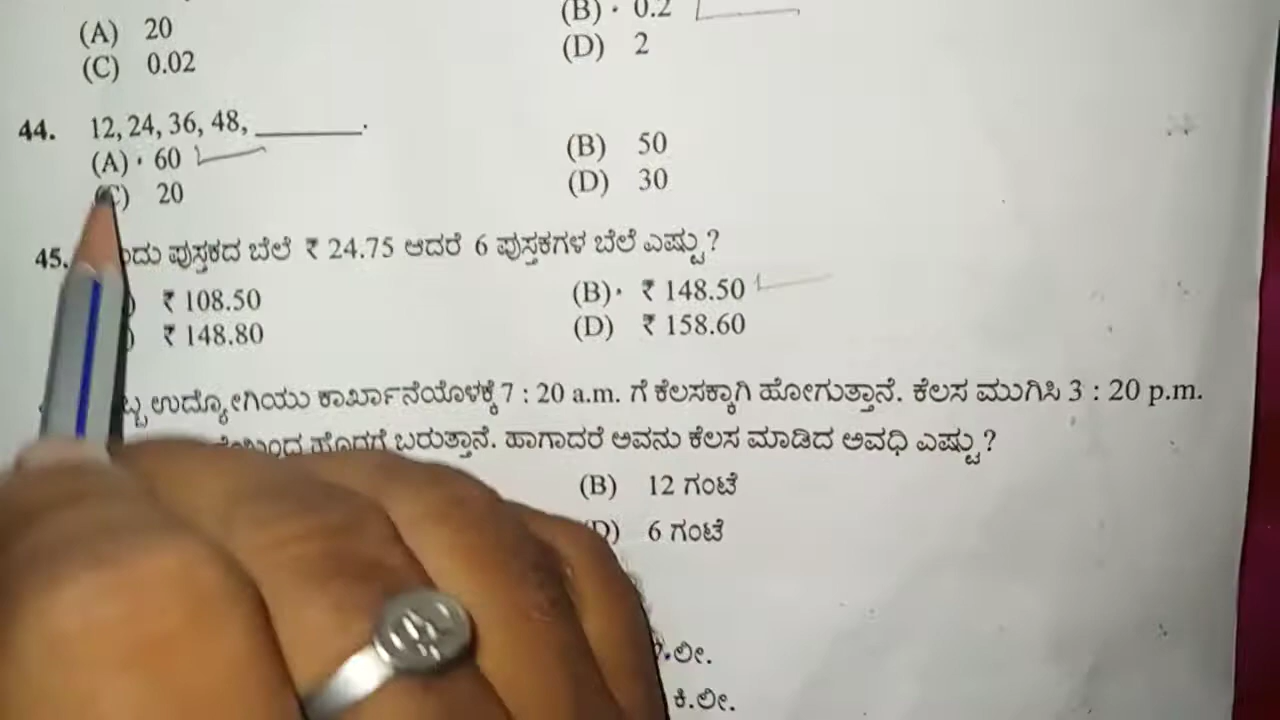 (A) 20 (B) · 0.2
(C) 0.02 (D) 2
44. 12, 24, 36, 48, ________.
(A) · 60 (B) 50
(C) 20 (D) 30
45. ಪುಸ್ತಕದ ಬೆಲೆ ₹ 24.75 ಆದರೆ 6 ಪುಸ್ತಕಗಳ ಬೆಲೆ ಎಷ್ಟು?
₹ 108.50 (B) · ₹ 148.50
₹ 148.80 (D) ₹ 158.60
ಉದ್ಯೋಗಿಯು ಕಾರ್ಖಾನೆಯೊಳಕ್ಕೆ 7 : 20 a.m. ಗೆ ಕೆಲಸಕ್ಕಾಗಿ ಹೋಗುತ್ತಾನೆ. ಕೆಲಸ ಮುಗಿಸಿ 3 : 20 p.m.
ಹೊರಗೆ ಬರುತ್ತಾನೆ. ಹಾಗಾದರೆ ಅವನು ಕೆಲಸ ಮಾಡಿದ ಅವಧಿ ಎಷ್ಟು?
(B) 12 ಗಂಟೆ
(D) 6 ಗಂಟೆ
ಕಿ.ಲೀ.